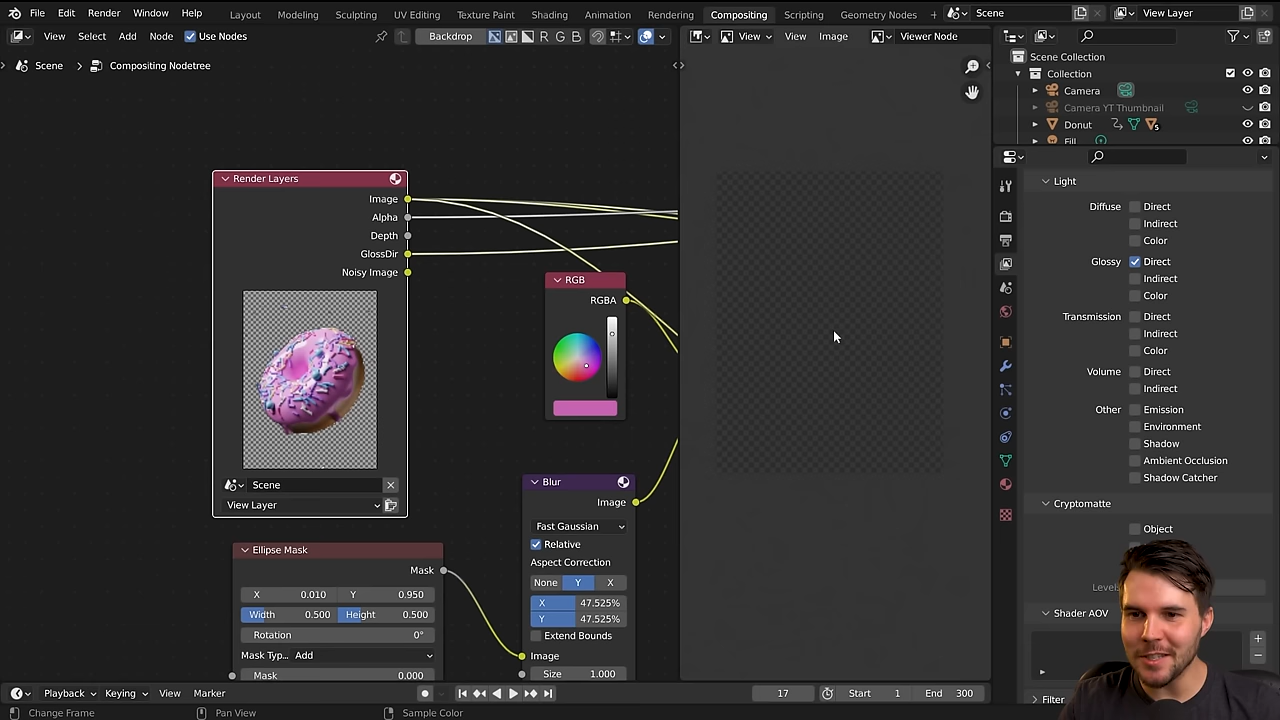 File Edit Render Window Help Layout Modeling Sculpting UV Editing Texture Paint Shading Animation Rendering Compositing Scripting Geometry Nodes + Scene View Layer
View Select Add Node Use Nodes Backdrop R G B View View Image Viewer Node
Scene > Compositing Nodetree
Scene Collection
Collection
Camera
Camera YT Thumbnail
Donut 5
Fill 1
Render Layers
Image
Alpha
Depth
GlossDir
Noisy Image
Scene
View Layer
RGB
RGBA
Ellipse Mask
Mask
X 0.010 Y 0.950
Width 0.500 Height 0.500
Rotation 0°
Mask Typ... Add
Mask 0.000
Blur
Image
Fast Gaussian
Relative
Aspect Correction
None Y X
X 47.525%
Y 47.525%
Extend Bounds
Image
Size 1.000
Light
Diffuse Direct
Indirect
Color
Glossy Direct
Indirect
Color
Transmission Direct
Indirect
Color
Volume Direct
Indirect
Other Emission
Environment
Shadow
Ambient Occlusion
Shadow Catcher
Cryptomatte
Object
Levels
Shader AOV
Filter
Playback Keying View Marker 17 Start 1 End 300
Change Frame Pan View Sample Color